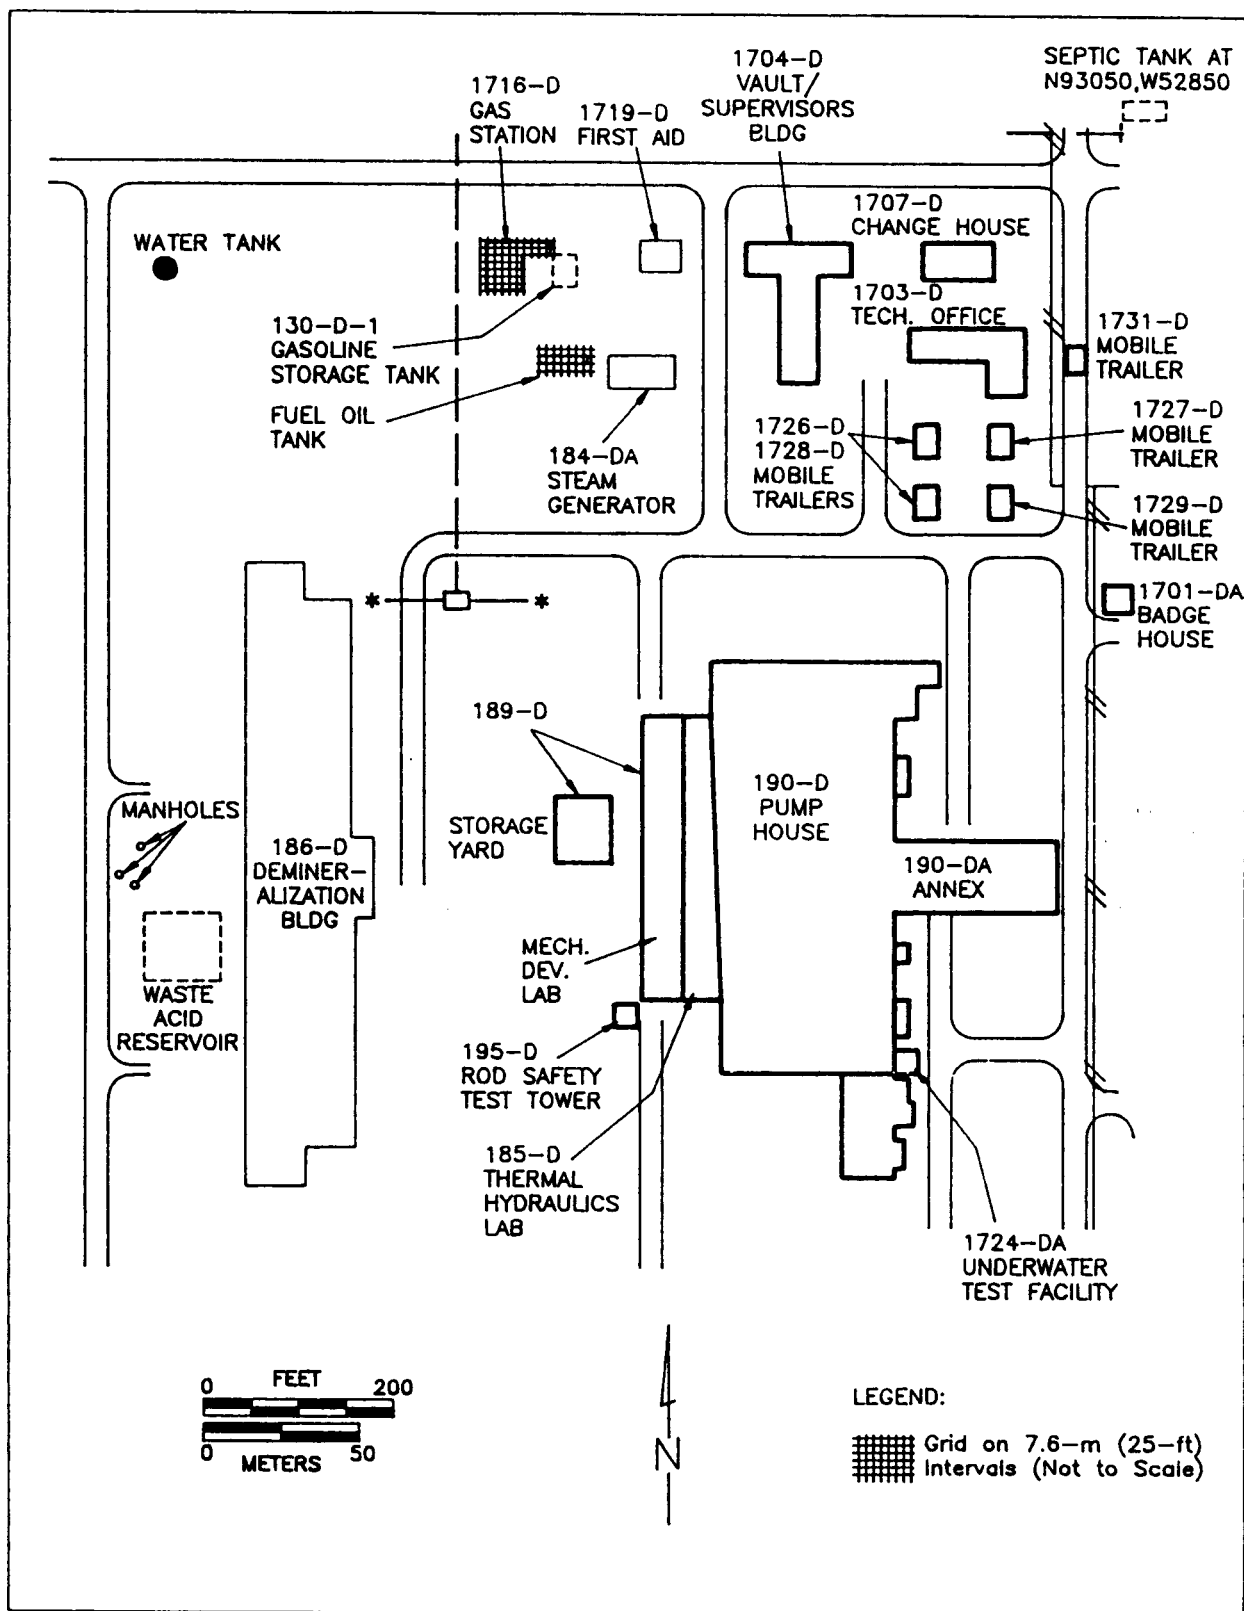 SEPTIC TANK AT
N93050,W52850
1704-D
VAULT/
SUPERVISORS
BLDG
1716-D
GAS
STATION
1719-D
FIRST AID
1707-D
CHANGE HOUSE
WATER TANK
1703-D
TECH. OFFICE
130-D-1
GASOLINE
STORAGE TANK
1731-D
MOBILE
TRAILER
FUEL OIL
TANK
184-DA
STEAM
GENERATOR
1726-D
1728-D
MOBILE
TRAILERS
1727-D
MOBILE
TRAILER
1729-D
MOBILE
TRAILER
* *
1701-DA
BADGE
HOUSE
189-D
STORAGE
YARD
190-D
PUMP
HOUSE
MANHOLES
186-D
DEMINER-
ALIZATION
BLDG
190-DA
ANNEX
MECH.
DEV.
LAB
WASTE
ACID
RESERVOIR
195-D
ROD SAFETY
TEST TOWER
185-D
THERMAL
HYDRAULICS
LAB
1724-DA
UNDERWATER
TEST FACILITY
FEET
0 200
0 50
METERS
N
LEGEND:
Grid on 7.6-m (25-ft)
Intervals (Not to Scale)